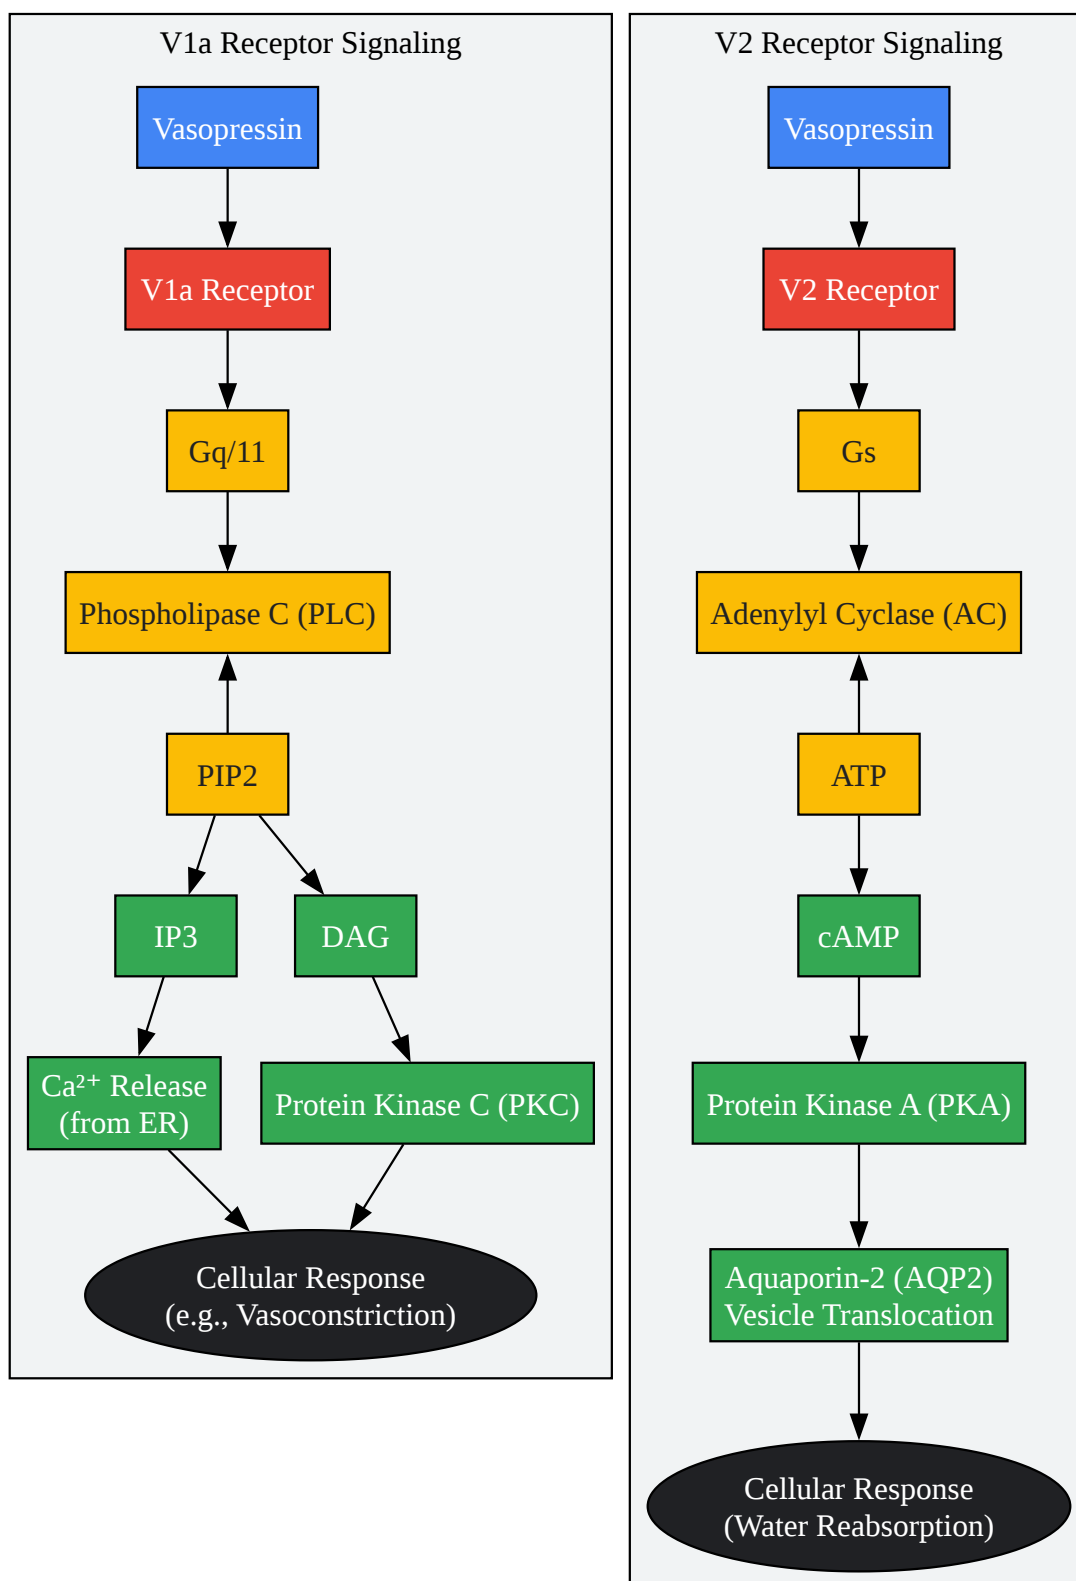 V1a Receptor Signaling
Vasopressin
V1a Receptor
Gq/11
Phospholipase C (PLC)
PIP2
IP3
DAG
Ca²⁺ Release
(from ER)
Protein Kinase C (PKC)
Cellular Response
(e.g., Vasoconstriction)
V2 Receptor Signaling
Vasopressin
V2 Receptor
Gs
Adenylyl Cyclase (AC)
ATP
cAMP
Protein Kinase A (PKA)
Aquaporin-2 (AQP2)
Vesicle Translocation
Cellular Response
(Water Reabsorption)